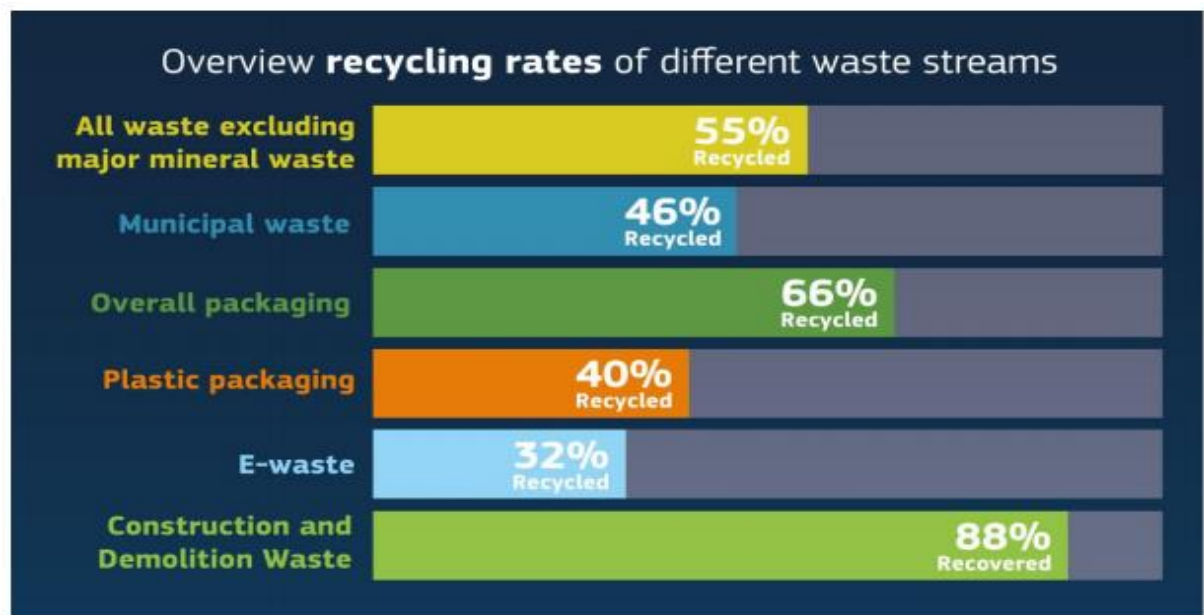 Overview recycling rates of different waste streams
All waste excluding
major mineral waste
55%
Recycled
Municipal waste
46%
Recycled
Overall packaging
66%
Recycled
Plastic packaging
40%
Recycled
E-waste
32%
Recycled
Construction and
Demolition Waste
88%
Recovered